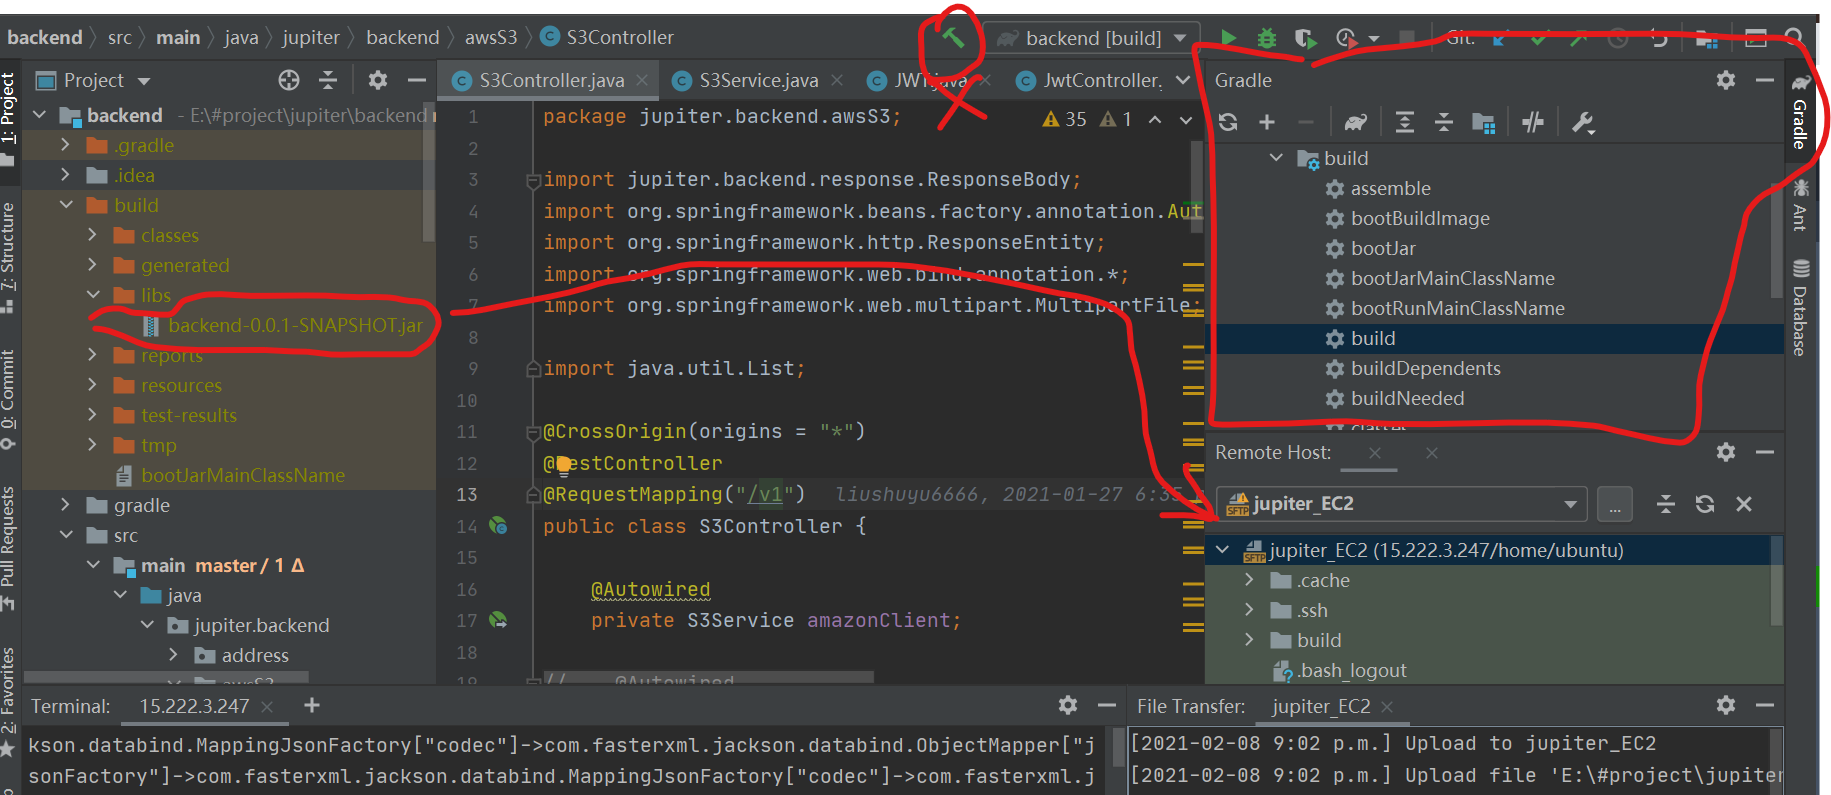 backend › src › main › java › jupiter › backend › awsS3 › S3Controller
backend [build]
Git:
Project
S3Controller.java
S3Service.java
JWT.java
JwtController.
Gradle
1: Project
7: Structure
0: Commit
Pull Requests
2: Favorites
backend - E:\#project\jupiter\backend
.gradle
.idea
build
classes
generated
libs
backend-0.0.1-SNAPSHOT.jar
reports
resources
test-results
tmp
bootJarMainClassName
gradle
src
main master / 1 Δ
java
jupiter.backend
address
awsS3
35 1
1 package jupiter.backend.awsS3;
2
3 import jupiter.backend.response.ResponseBody;
4 import org.springframework.beans.factory.annotation.Aut
5 import org.springframework.http.ResponseEntity;
6 import org.springframework.web.bind.annotation.*;
7 import org.springframework.web.multipart.MultipartFile;
8
9 import java.util.List;
10
11 @CrossOrigin(origins = "*")
12 @RestController
13 @RequestMapping("/v1") liushuyu6666, 2021-01-27 6:35
14 public class S3Controller {
15
16 @Autowired
17 private S3Service amazonClient;
18
// @Autowired
build
assemble
bootBuildImage
bootJar
bootJarMainClassName
bootRunMainClassName
build
buildDependents
buildNeeded
classes
Gradle
Ant
Database
Remote Host:
jupiter_EC2
...
jupiter_EC2 (15.222.3.247/home/ubuntu)
.cache
.ssh
build
.bash_logout
Terminal: 15.222.3.247
kson.databind.MappingJsonFactory["codec"]->com.fasterxml.jackson.databind.ObjectMapper["j
sonFactory"]->com.fasterxml.jackson.databind.MappingJsonFactory["codec"]->com.fasterxml.j
File Transfer: jupiter_EC2
[2021-02-08 9:02 p.m.] Upload to jupiter_EC2
[2021-02-08 9:02 p.m.] Upload file 'E:\#project\jupiter